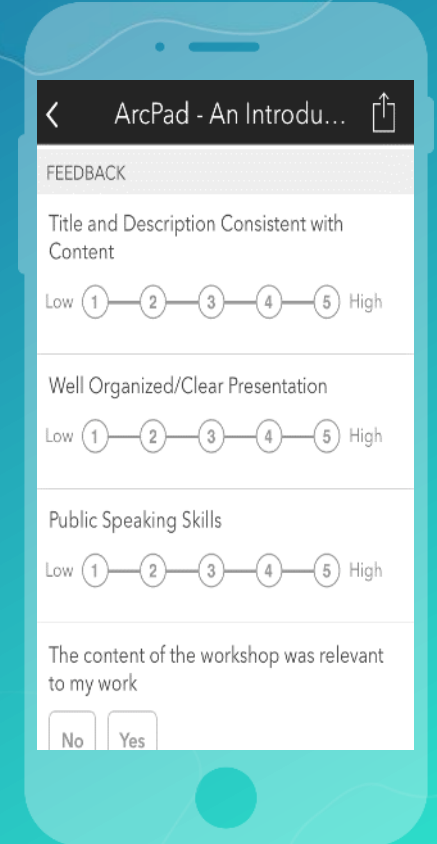 ArcPad - An Introdu...
FEEDBACK
Title and Description Consistent with
Content
Low 1 2 3 4 5 High
Well Organized/Clear Presentation
Low 1 2 3 4 5 High
Public Speaking Skills
Low 1 2 3 4 5 High
The content of the workshop was relevant
to my work
No Yes